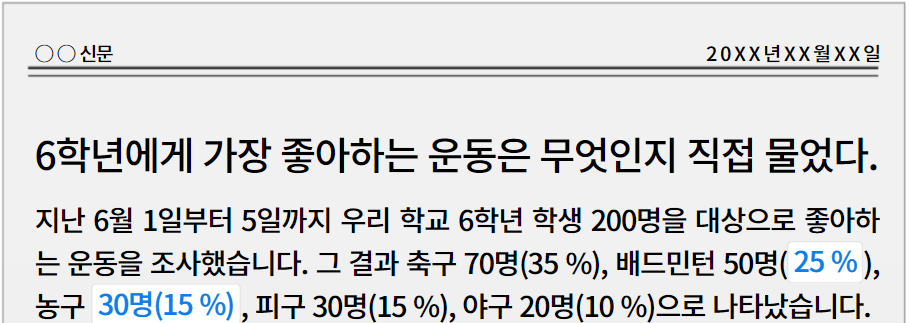 ○○신문
20XX년XX월XX일
6학년에게 가장 좋아하는 운동은 무엇인지 직접 물었다.
지난 6월 1일부터 5일까지 우리 학교 6학년 학생 200명을 대상으로 좋아하
는 운동을 조사했습니다. 그 결과 축구 70명(35 %), 배드민턴 50명(25 %),
농구 30명(15 %), 피구 30명(15 %), 야구 20명(10 %)으로 나타났습니다.